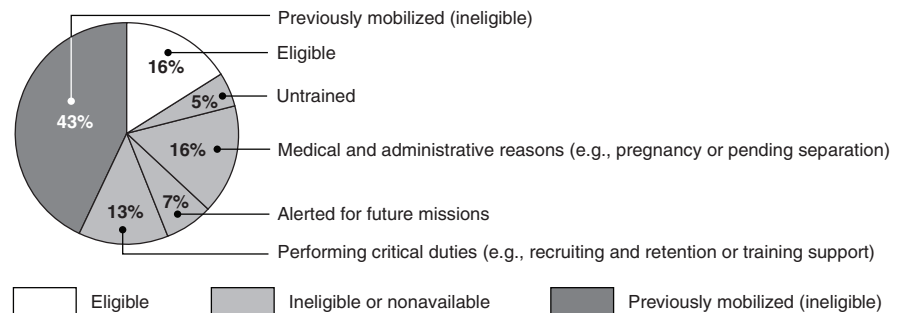 Previously mobilized (ineligible)
Eligible
16%
Untrained
5%
43%
16%
Medical and administrative reasons (e.g., pregnancy or pending separation)
7%
13%
Alerted for future missions
Performing critical duties (e.g., recruiting and retention or training support)
Eligible
Ineligible or nonavailable
Previously mobilized (ineligible)